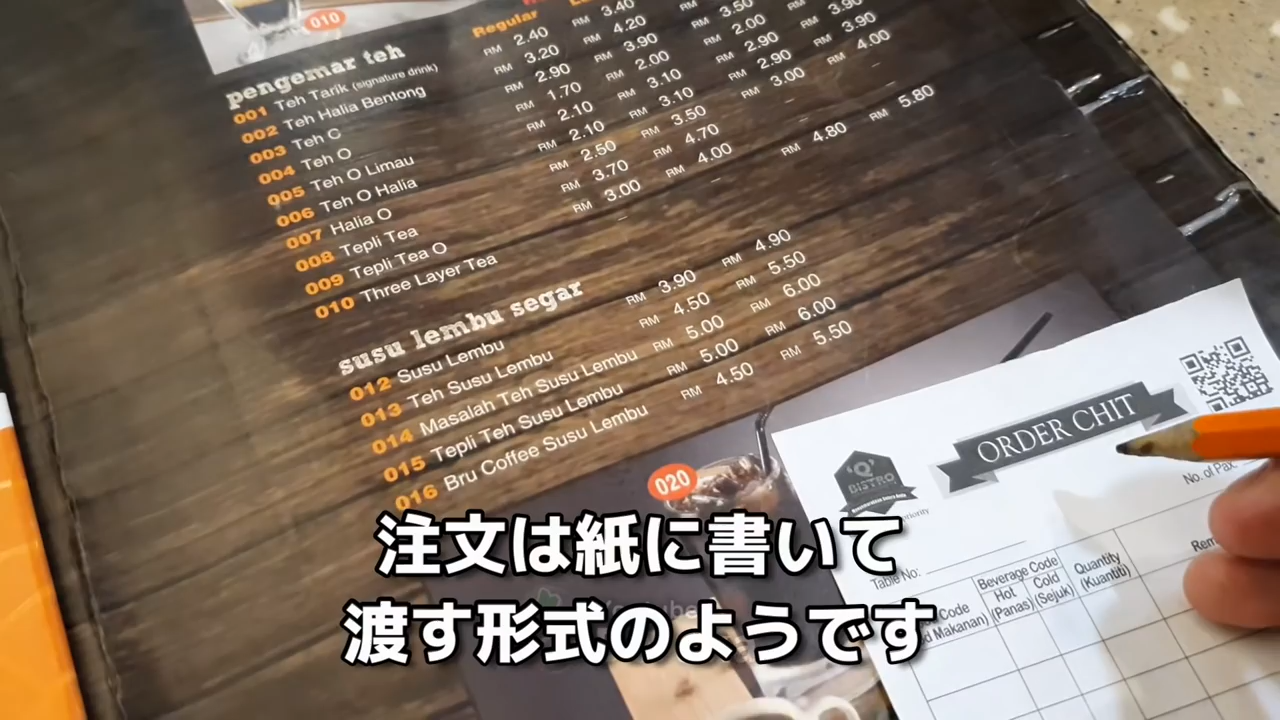 010
Regular
pengemar teh
001 Teh Tarik (signature drink) RM 2.40 RM 3.40
002 Teh Halia Bentong RM 3.20 RM 4.20
003 Teh C RM 2.90 RM 3.90 RM 3.50
004 Teh O RM 1.70 RM 2.00 RM 2.00 RM 3.90
005 Teh O Limau RM 2.10 RM 3.10 RM 2.90 RM 3.90
006 Teh O Halia RM 2.10 RM 3.10 RM 2.90 RM 4.00
007 Halia O RM 2.50 RM 3.50 RM 3.00
008 Tepli Tea RM 3.70 RM 4.70
009 Tepli Tea O RM 3.00 RM 4.00
010 Three Layer Tea RM 4.80 RM 5.80
susu lembu segar
012 Susu Lembu RM 3.90 RM 4.90
013 Teh Susu Lembu RM 4.50 RM 5.50
014 Masalah Teh Susu Lembu RM 5.00 RM 6.00
015 Tepli Teh Susu Lembu RM 5.00 RM 6.00
016 Bru Coffee Susu Lembu RM 4.50 RM 5.50
020
ORDER CHIT
'Q' BISTRO
No. of Pax
Table No:
Beverage Code
Code
Hot
(Panas)
Cold
(Sejuk)
Quantity
(Kuantiti)
Makanan)
注文は紙に書いて
渡す形式のようです